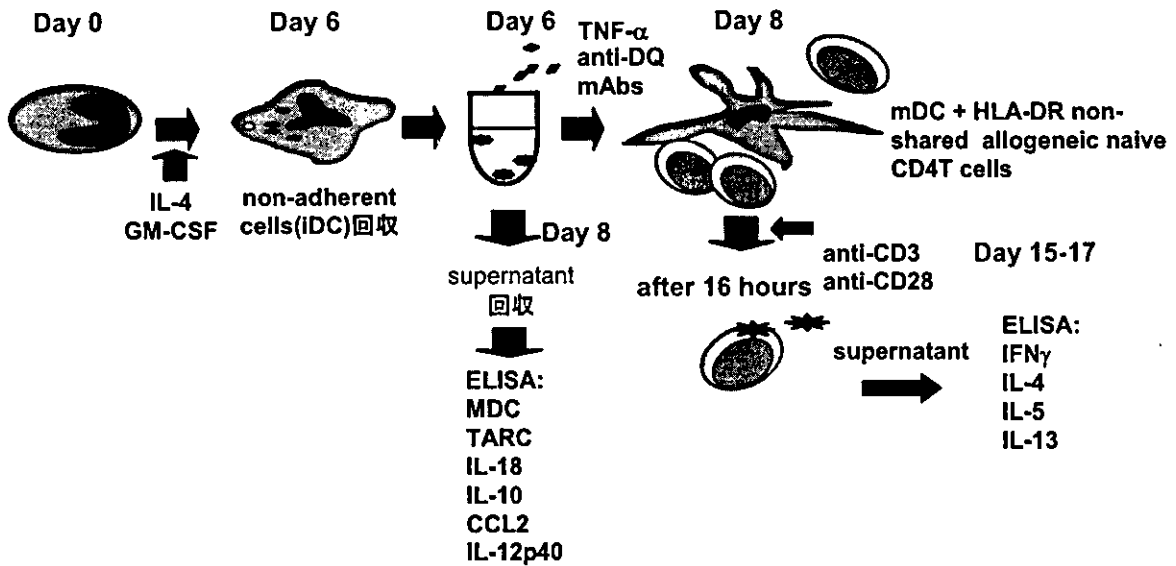 Day 0
Day 6
Day 6
Day 8
TNF-α
anti-DQ
mAbs
IL-4
GM-CSF
non-adherent
cells(iDC)回収
mDC + HLA-DR non-
shared allogeneic naive
CD4T cells
Day 8
supernatant
回収
ELISA:
MDC
TARC
IL-18
IL-10
CCL2
IL-12p40
anti-CD3
anti-CD28
after 16 hours
Day 15-17
supernatant
ELISA:
IFNγ
IL-4
IL-5
IL-13